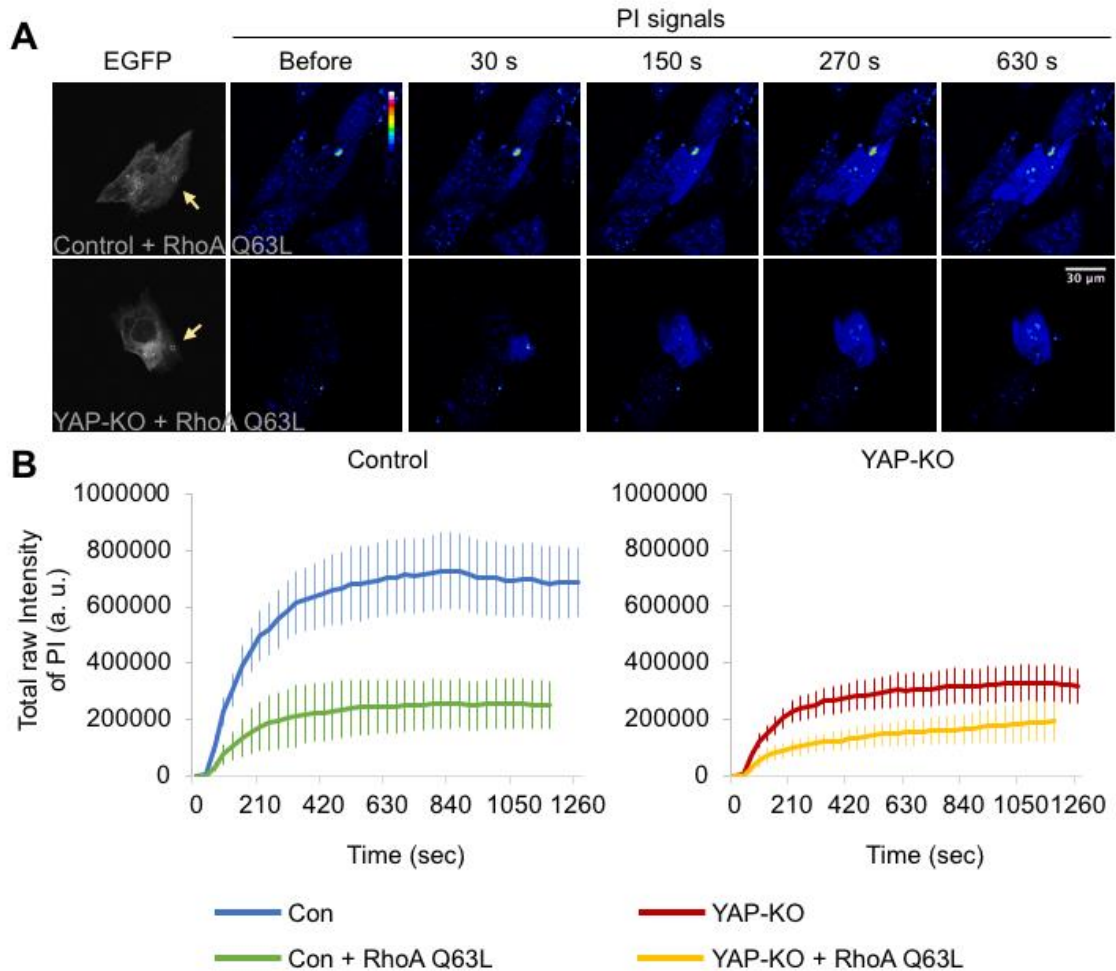 A
PI signals
EGFP Before 30 s 150 s 270 s 630 s
Control + RhoA Q63L
30 µm
YAP-KO + RhoA Q63L
B
Control YAP-KO
Total raw Intensity
of PI (a. u.)
1000000 1000000
800000 800000
600000 600000
400000 400000
200000 200000
0 0
0 210 420 630 840 1050 1260 0 210 420 630 840 1050 1260
Time (sec) Time (sec)
Con YAP-KO
Con + RhoA Q63L YAP-KO + RhoA Q63L